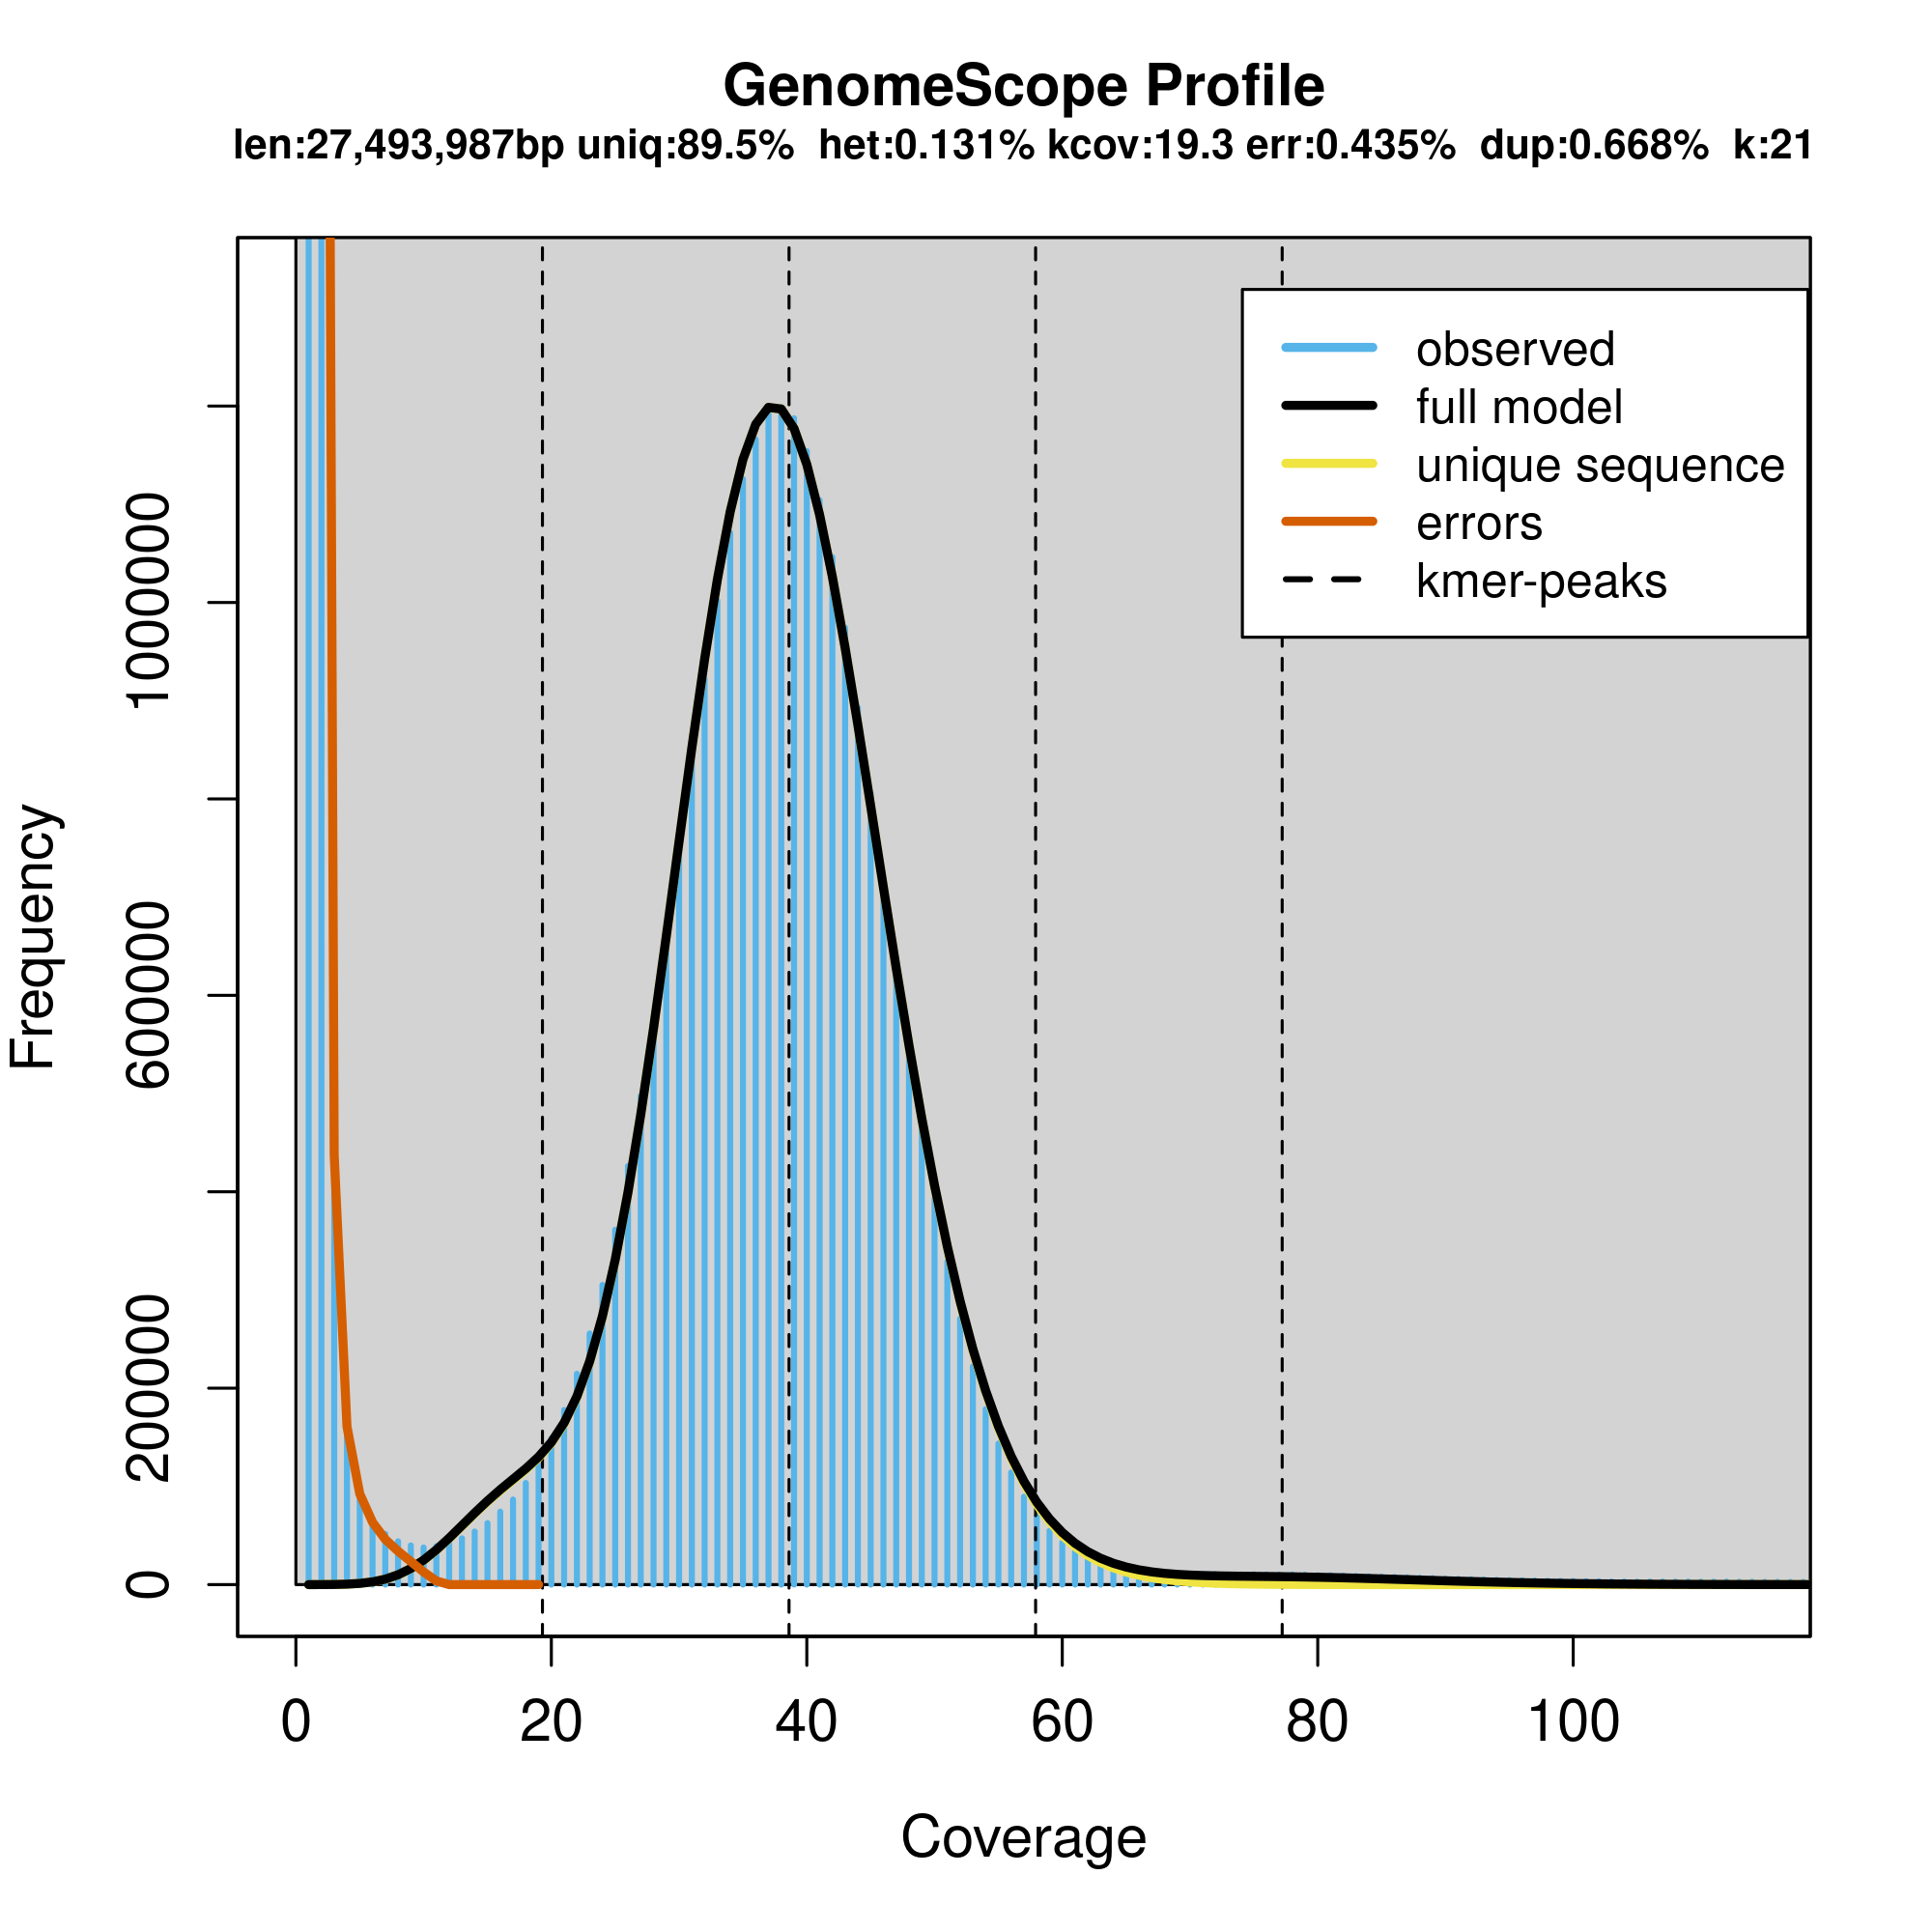 GenomeScope Profile
len:27,493,987bp uniq:89.5% het:0.131% kcov:19.3 err:0.435% dup:0.668% k:21
observed
full model
unique sequence
errors
kmer-peaks
Frequency
1000000
600000
200000
0
0 20 40 60 80 100
Coverage